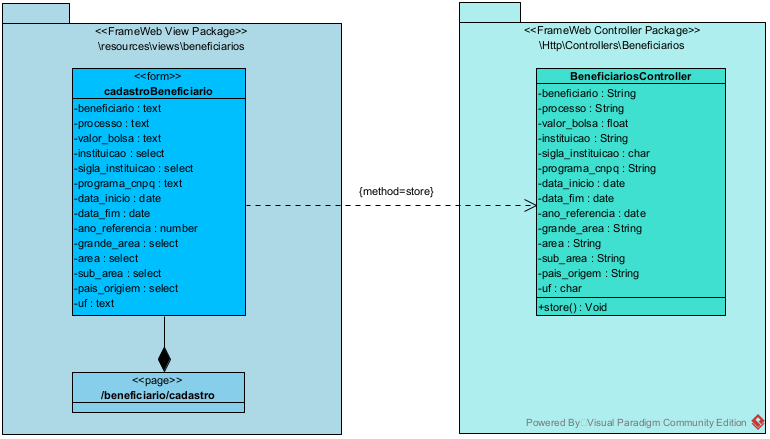 <<FrameWeb View Package>>
\resources\views\beneficiarios
<<form>>
cadastroBeneficiario
-beneficiario : text
-processo : text
-valor_bolsa : text
-instituicao : select
-sigla_instituicao : select
-programa_cnpq : text
-data_inicio : date
-data_fim : date
-ano_referencia : number
-grande_area : select
-area : select
-sub_area : select
-pais_origiem : select
-uf : text
<<page>>
/beneficiario/cadastro
{method=store}
<<FrameWeb Controller Package>>
\Http\Controllers\Beneficiarios
BeneficiariosController
-beneficiario : String
-processo : String
-valor_bolsa : float
-instituicao : String
-sigla_instituicao : char
-programa_cnpq : String
-data_inicio : date
-data_fim : date
-ano_referencia : date
-grande_area : String
-area : String
-sub_area : String
-pais_origem : String
-uf : char
+store() : Void
Powered By Visual Paradigm Community Edition